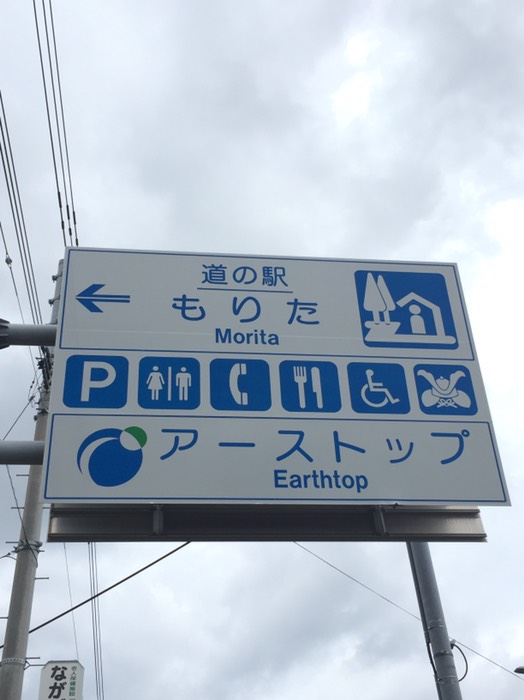 道の駅
もりた
Morita
P
アーストップ
Earthtop
なが